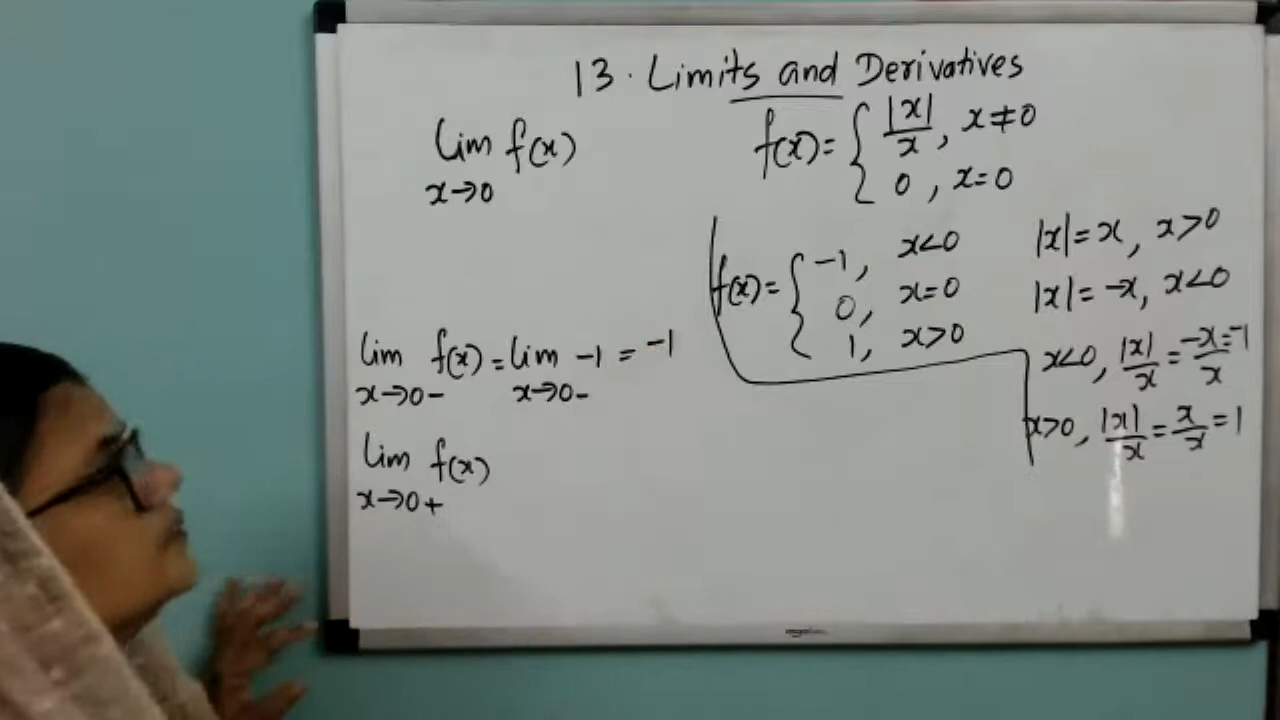 13. Limits and Derivatives
lim f(x)
x→0
f(x) = { |x|/x, x≠0
0, x=0
f(x) = { -1, x<0
0, x=0
1, x>0
|x| = x, x>0
|x| = -x, x<0
x<0, |x|/x = -x/x = -1
x>0, |x|/x = x/x = 1
lim f(x) = lim -1 = -1
x→0- x→0-
lim f(x)
x→0+